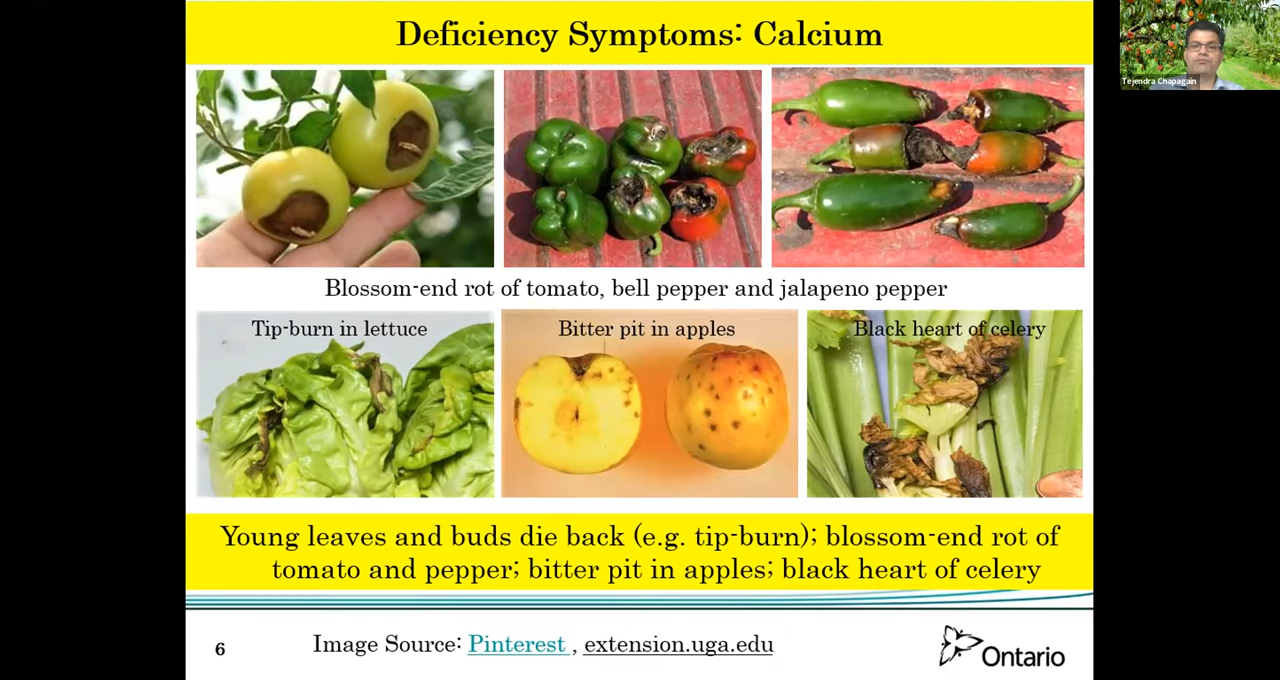 Deficiency Symptoms: Calcium
Tejendra Chapagain
Blossom-end rot of tomato, bell pepper and jalapeno pepper
Tip-burn in lettuce
Bitter pit in apples
Black heart of celery
Young leaves and buds die back (e.g. tip-burn); blossom-end rot of
tomato and pepper; bitter pit in apples; black heart of celery
6
Image Source: Pinterest , extension.uga.edu
Ontario